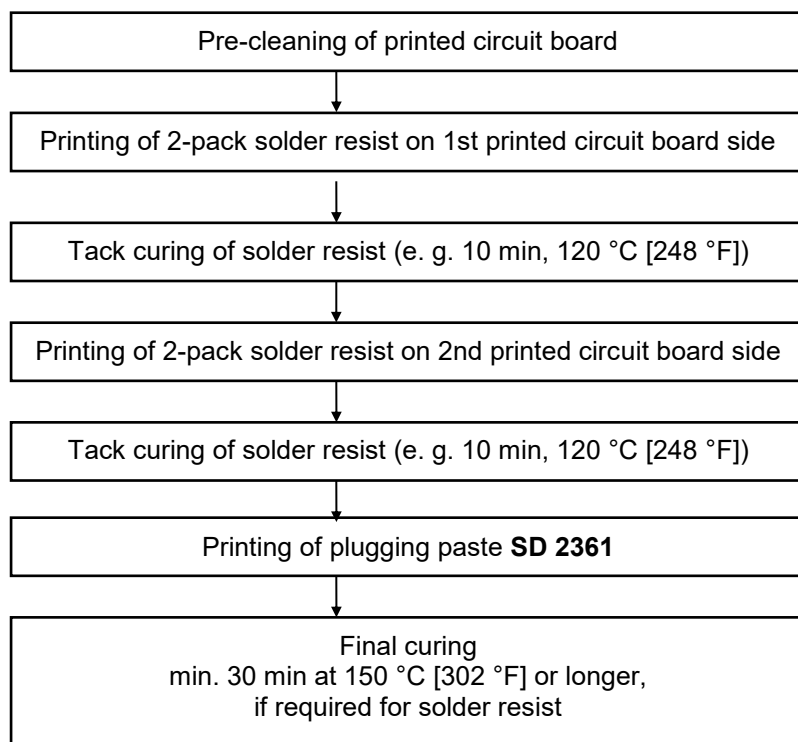 Pre-cleaning of printed circuit board
Printing of 2-pack solder resist on 1st printed circuit board side
Tack curing of solder resist (e. g. 10 min, 120 °C [248 °F])
Printing of 2-pack solder resist on 2nd printed circuit board side
Tack curing of solder resist (e. g. 10 min, 120 °C [248 °F])
Printing of plugging paste SD 2361
Final curing
min. 30 min at 150 °C [302 °F] or longer,
if required for solder resist